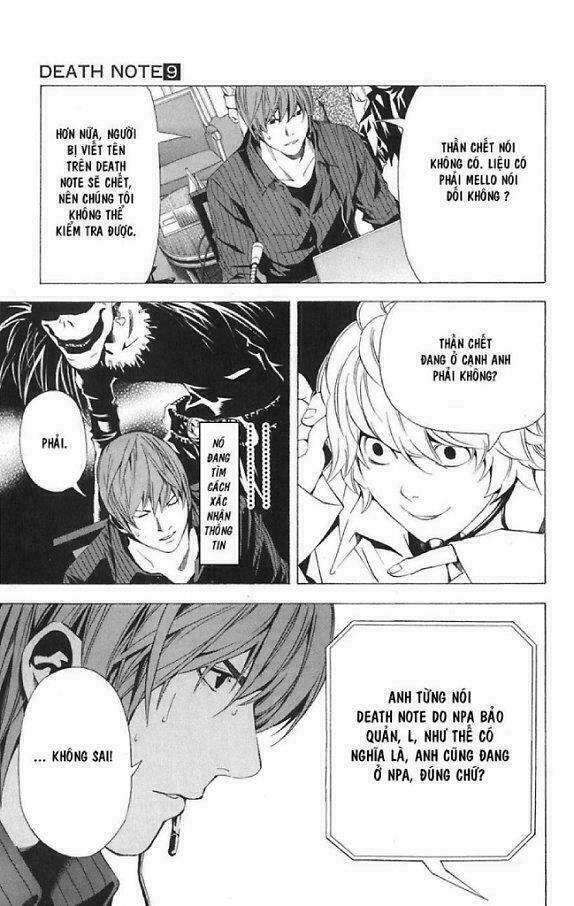 DEATH NOTE 9
THẦN CHẾT NÓI
KHÔNG CÓ. LIỆU CÓ
PHẢI MELLO NÓI
DỐI KHÔNG ?
HƠN NỮA, NGƯỜI
BỊ VIẾT TÊN
TRÊN DEATH
NOTE SẼ CHẾT,
NÊN CHÚNG TÔI
KHÔNG THỂ
KIỂM TRA ĐƯỢC.
THẦN CHẾT
ĐANG Ở CẠNH ANH
PHẢI KHÔNG?
NÓ
ĐANG
TÌM
CÁCH
XÁC
NHẬN
THÔNG
TIN
PHẢI.
ANH TỪNG NÓI
DEATH NOTE DO NPA BẢO
QUẢN, L, NHƯ THẾ CÓ
NGHĨA LÀ, ANH CŨNG ĐANG
Ở NPA, ĐÚNG CHỨ?
... KHÔNG SAI!